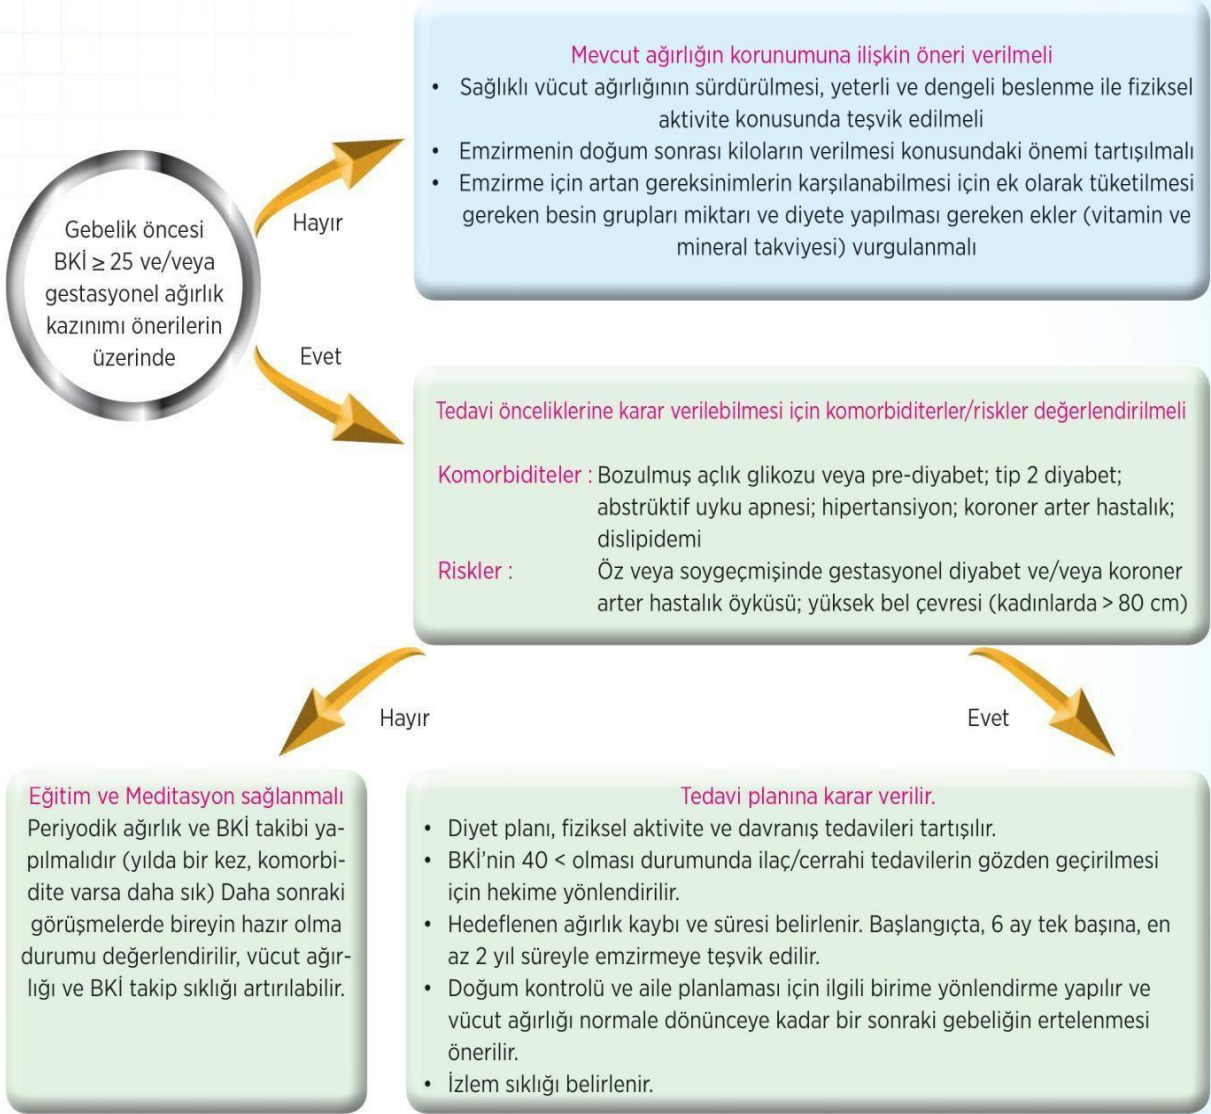 Mevcut ağırlığın korunumuna ilişkin öneri verilmeli
• Sağlıklı vücut ağırlığının sürdürülmesi, yeterli ve dengeli beslenme ile fiziksel
aktivite konusunda teşvik edilmeli
• Emzirmenin doğum sonrası kiloların verilmesi konusundaki önemi tartışılmalı
• Emzirme için artan gereksinimlerin karşılanabilmesi için ek olarak tüketilmesi
gereken besin grupları miktarı ve diyete yapılması gereken ekler (vitamin ve
mineral takviyesi) vurgulanmalı
Hayır
Gebelik öncesi
BKİ ≥ 25 ve/veya
gestasyonel ağırlık
kazınımı önerilerin
üzerinde
Evet
Tedavi önceliklerine karar verilebilmesi için komorbiditerler/riskler değerlendirilmeli
Komorbiditeler : Bozulmuş açlık glikozu veya pre-diyabet; tip 2 diyabet;
abstrüktif uyku apnesi; hipertansiyon; koroner arter hastalık;
dislipidemi
Riskler : Öz veya soygeçmişinde gestasyonel diyabet ve/veya koroner
arter hastalık öyküsü; yüksek bel çevresi (kadınlarda > 80 cm)
Hayır
Evet
Eğitim ve Meditasyon sağlanmalı
Periyodik ağırlık ve BKİ takibi ya-
pılmalıdır (yılda bir kez, komorbi-
dite varsa daha sık) Daha sonraki
görüşmelerde bireyin hazır olma
durumu değerlendirilir, vücut ağır-
lığı ve BKİ takip sıklığı artırılabilir.
Tedavi planına karar verilir.
• Diyet planı, fiziksel aktivite ve davranış tedavileri tartışılır.
• BKİ’nin 40 < olması durumunda ilaç/cerrahi tedavilerin gözden geçirilmesi
için hekime yönlendirilir.
• Hedeflenen ağırlık kaybı ve süresi belirlenir. Başlangıçta, 6 ay tek başına, en
az 2 yıl süreyle emzirmeye teşvik edilir.
• Doğum kontrolü ve aile planlaması için ilgili birime yönlendirme yapılır ve
vücut ağırlığı normale dönünceye kadar bir sonraki gebeliğin ertelenmesi
önerilir.
• İzlem sıklığı belirlenir.